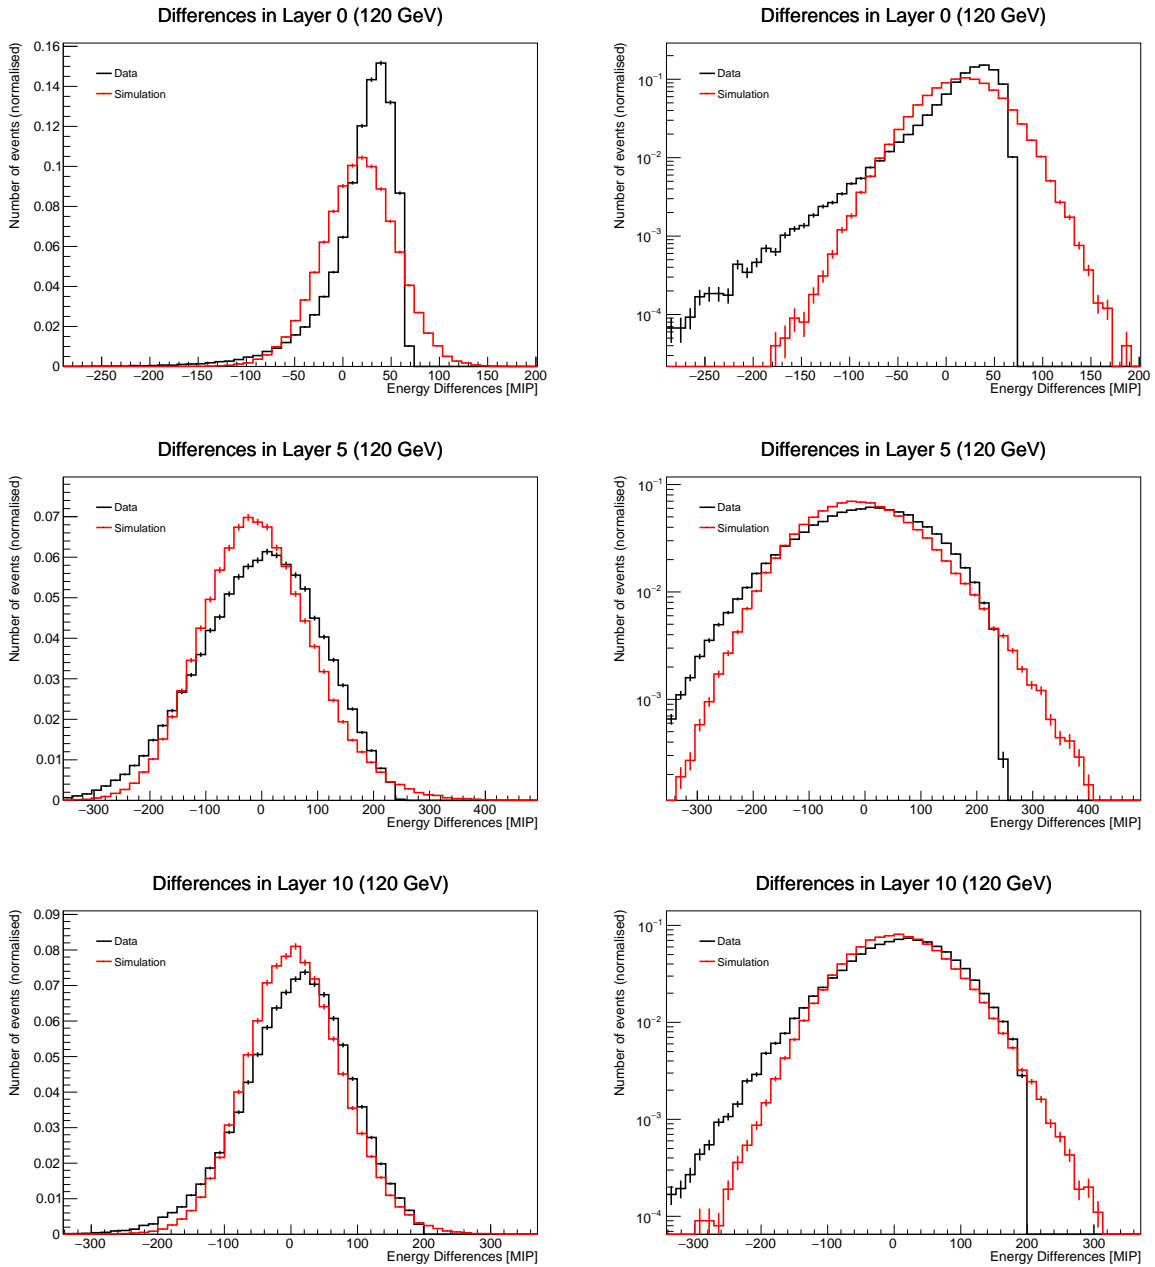 Differences in Layer 0 (120 GeV)
Number of events (normalised)
0.16
0.14
0.12
0.1
0.08
0.06
0.04
0.02
0
Data
Simulation
−250 −200 −150 −100 −50 0 50 100 150 200
Energy Differences [MIP]
Differences in Layer 0 (120 GeV)
Number of events (normalised)
10−1
10−2
10−3
10−4
Data
Simulation
−250 −200 −150 −100 −50 0 50 100 150 200
Energy Differences [MIP]
Differences in Layer 5 (120 GeV)
Number of events (normalised)
0.07
0.06
0.05
0.04
0.03
0.02
0.01
0
Data
Simulation
−300 −200 −100 0 100 200 300 400
Energy Differences [MIP]
Differences in Layer 5 (120 GeV)
Number of events (normalised)
10−1
10−2
10−3
Data
Simulation
−300 −200 −100 0 100 200 300 400
Energy Differences [MIP]
Differences in Layer 10 (120 GeV)
Number of events (normalised)
0.09
0.08
0.07
0.06
0.05
0.04
0.03
0.02
0.01
0
Data
Simulation
−300 −200 −100 0 100 200 300
Energy Differences [MIP]
Differences in Layer 10 (120 GeV)
Number of events (normalised)
10−1
10−2
10−3
10−4
Data
Simulation
−300 −200 −100 0 100 200 300
Energy Differences [MIP]